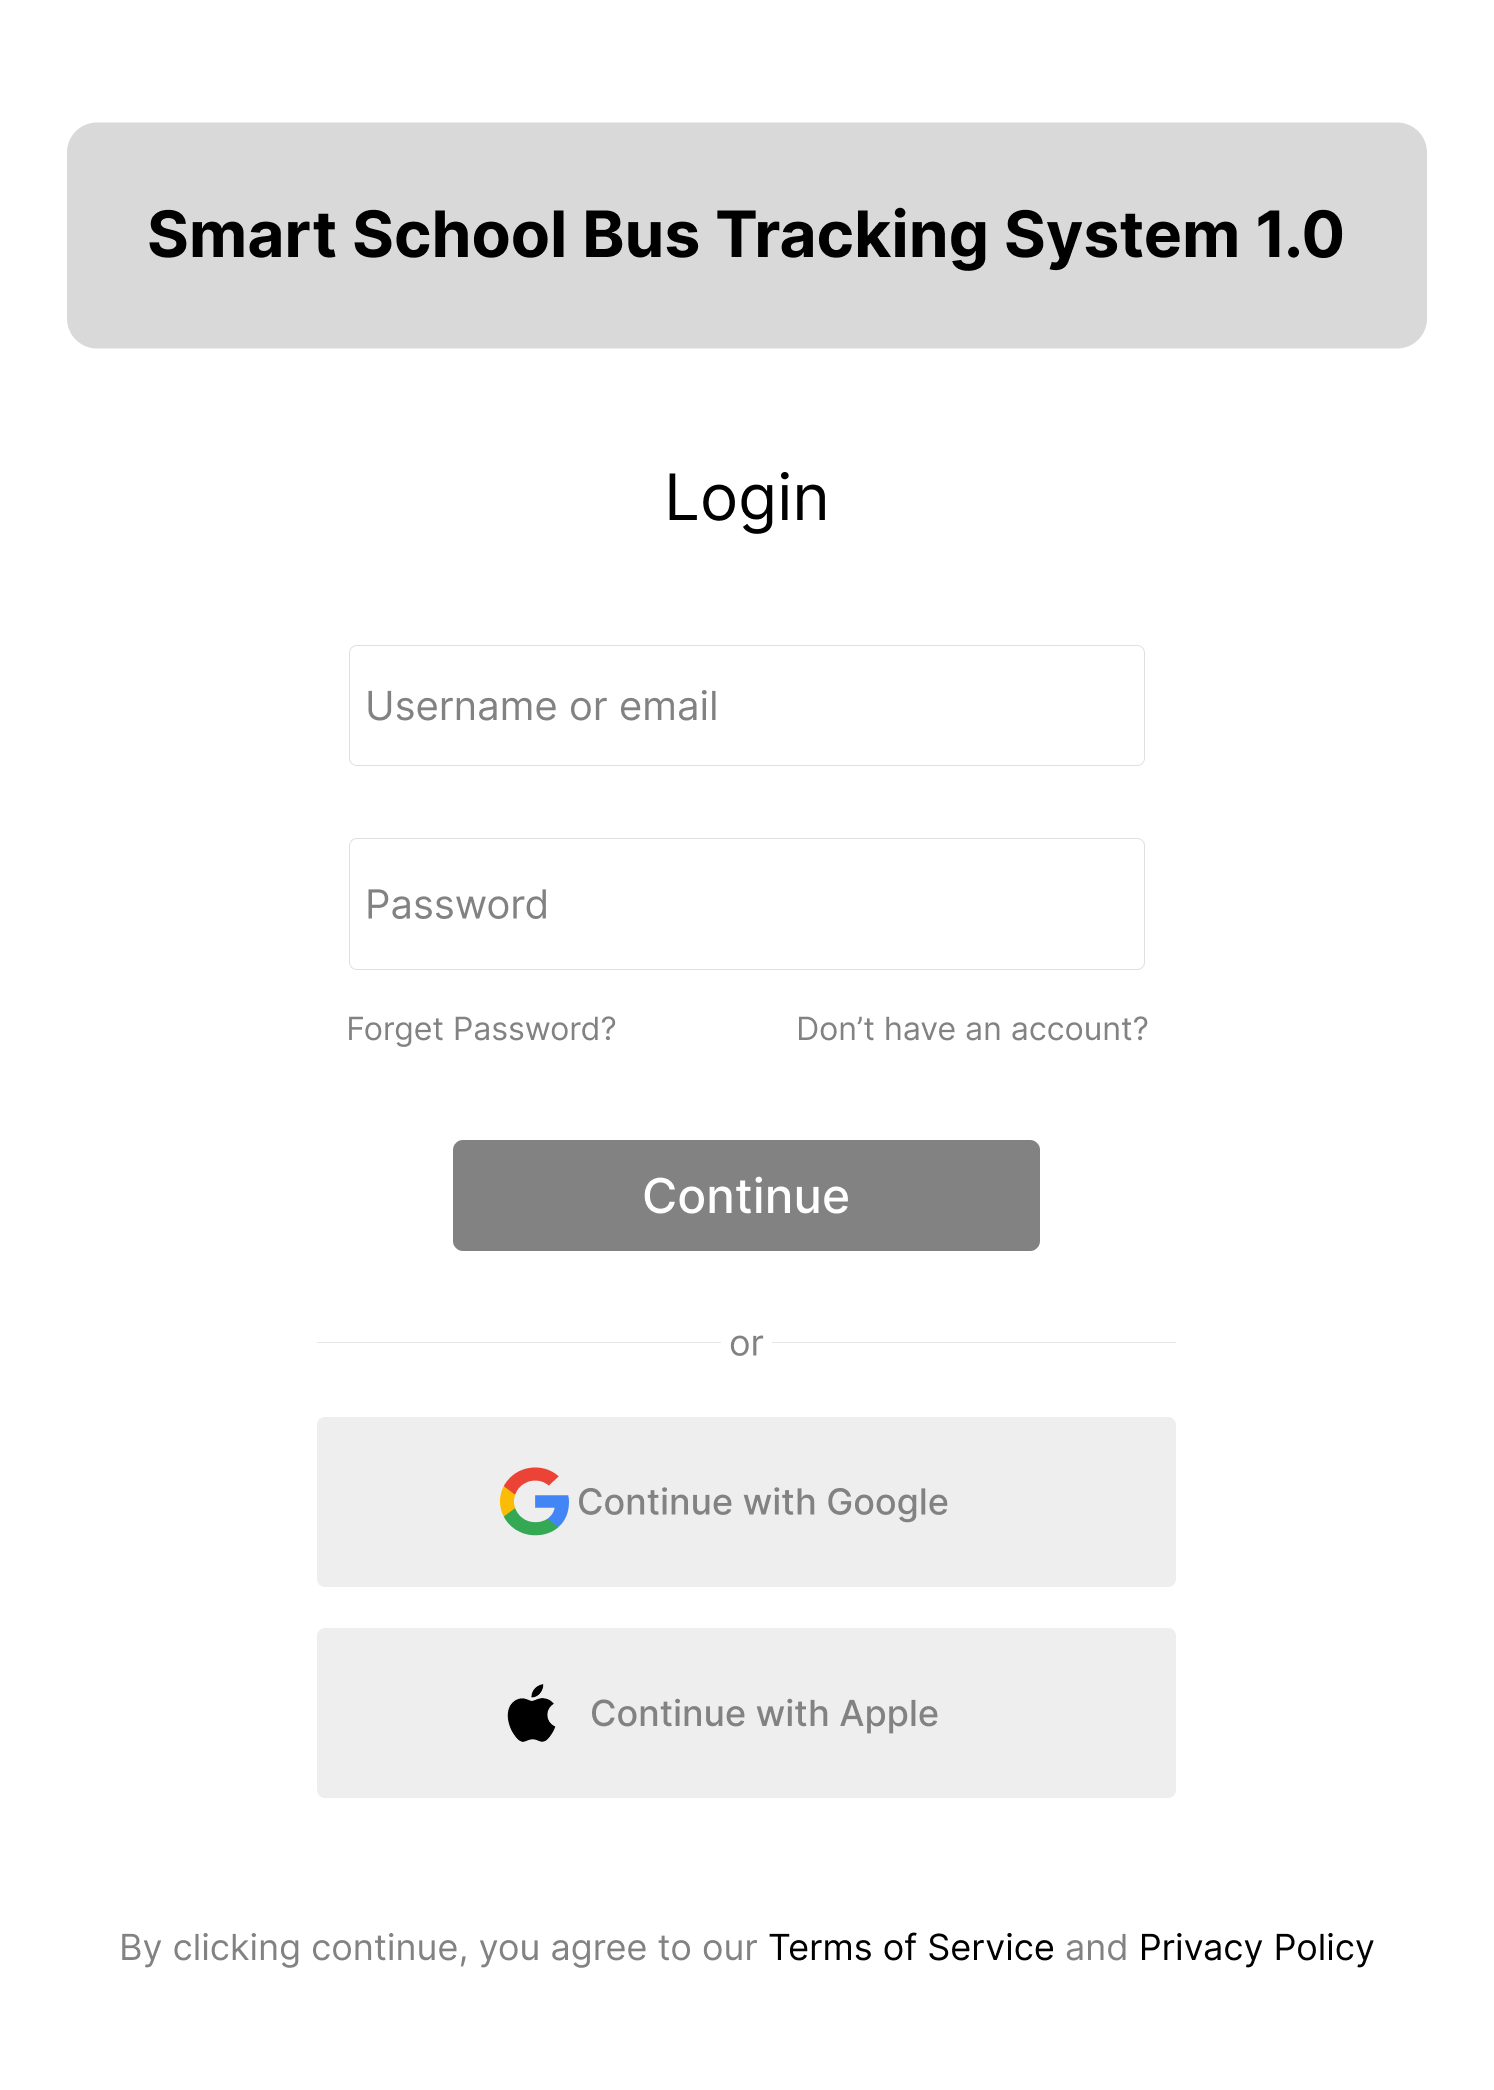 Smart School Bus Tracking System 1.0
Login
Username or email
Password
Forget Password? Don’t have an account?
Continue
or
Continue with Google
Continue with Apple
By clicking continue, you agree to our Terms of Service and Privacy Policy